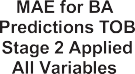 MAE for BA
Predictions TOB
Stage 2 Applied
All Variables